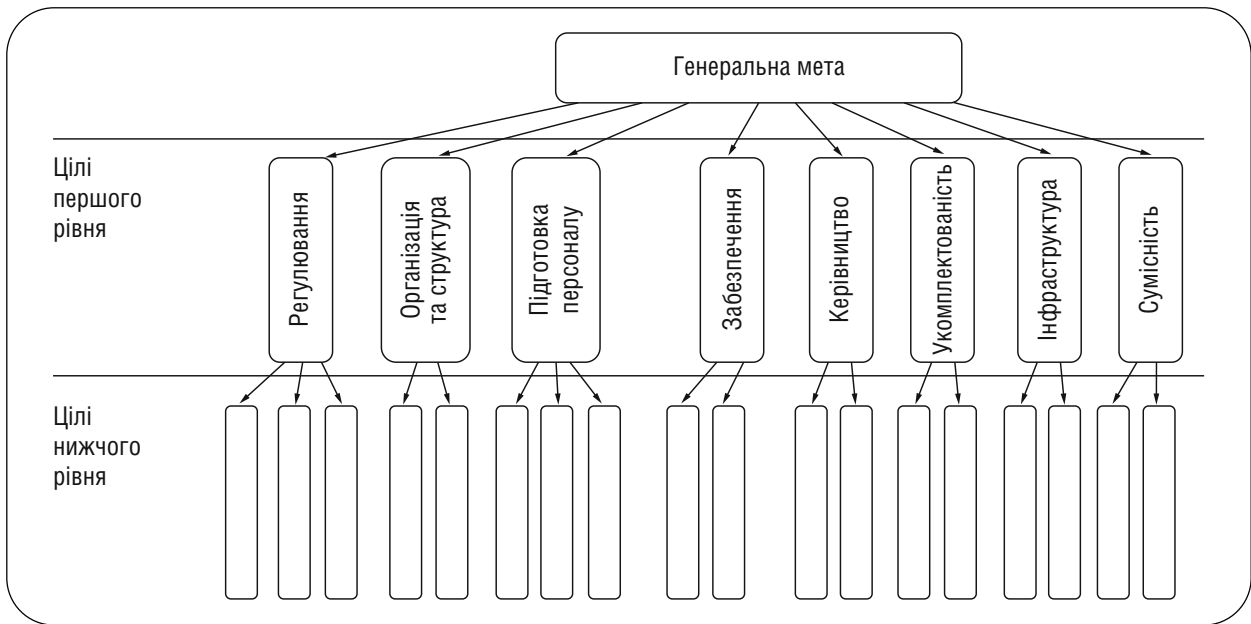 Генеральна мета
Цілі
першого
рівня
Регулювання
Організація
та структура
Підготовка
персоналу
Забезпечення
Керівництво
Укомплектованість
Інфраструктура
Сумісність
Цілі
нижчого
рівня